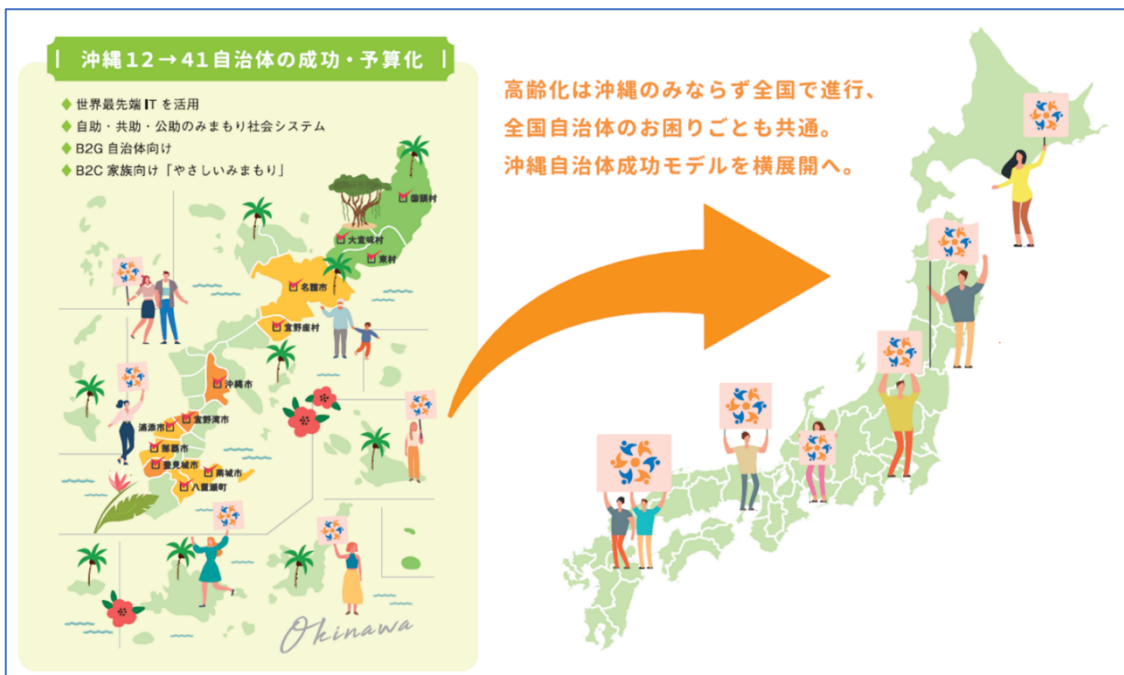 沖縄12→41自治体の成功・予算化
◆世界最先端ITを活用
◆自助・共助・公助のみまもり社会システム
◆B2G 自治体向け
◆B2C 家族向け「やさしいみまもり」
高齢化は沖縄のみならず全国で進行、
全国自治体のお困りごとも共通。
沖縄自治体成功モデルを横展開へ。
国頭村
大宜味村
東村
名護市
宜野座村
沖縄市
宜野湾市
浦添市
那覇市
豊見城市
南城市
八重瀬町
Okinawa